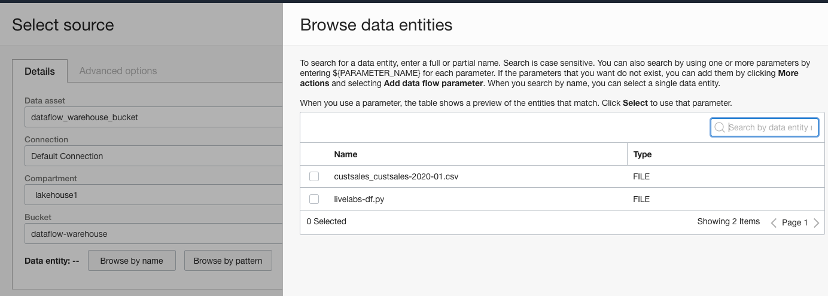 Select source
Details
Advanced options
Data asset
dataflow_warehouse_bucket
Connection
Default Connection
Compartment
lakehouse1
Bucket
dataflow-warehouse
Data entity: --
Browse by name
Browse by pattern
Browse data entities
To search for a data entity, enter a full or partial name. Search is case sensitive. You can also search by using one or more parameters by
entering ${PARAMETER_NAME} for each parameter. If the parameters that you want do not exist, you can add them by clicking More
actions and selecting Add data flow parameter. When you search by name, you can select a single data entity.
When you use a parameter, the table shows a preview of the entities that match. Click Select to use that parameter.
Search by data entity
Name
Type
custsales_custsales-2020-01.csv
FILE
livelabs-df.py
FILE
0 Selected
Showing 2 Items
Page 1